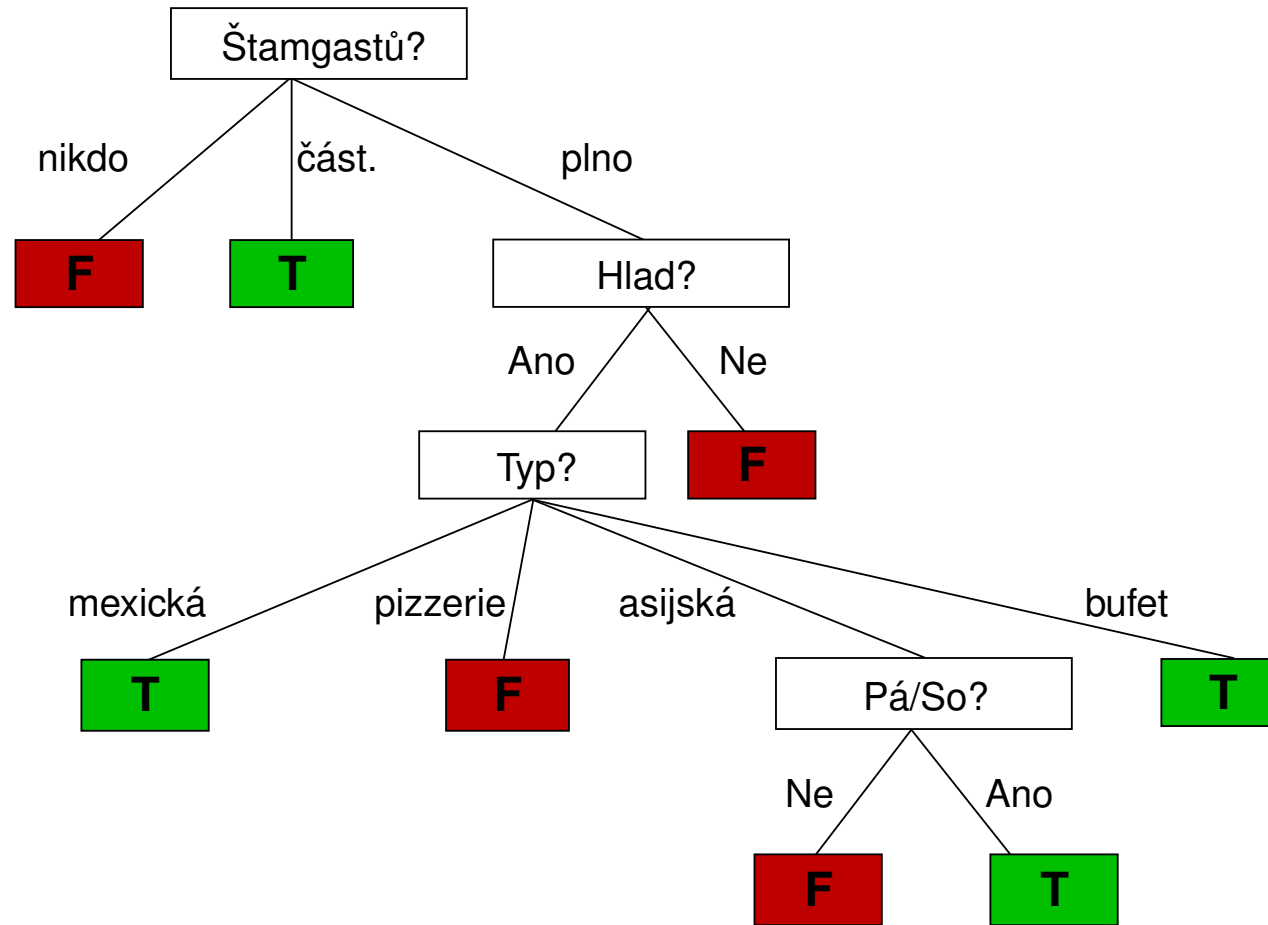 Štamgastů?
nikdo část. plno
F T Hlad?
Ano Ne
Typ? F
mexická pizzerie asijská bufet
T F Pá/So? T
Ne Ano
F T